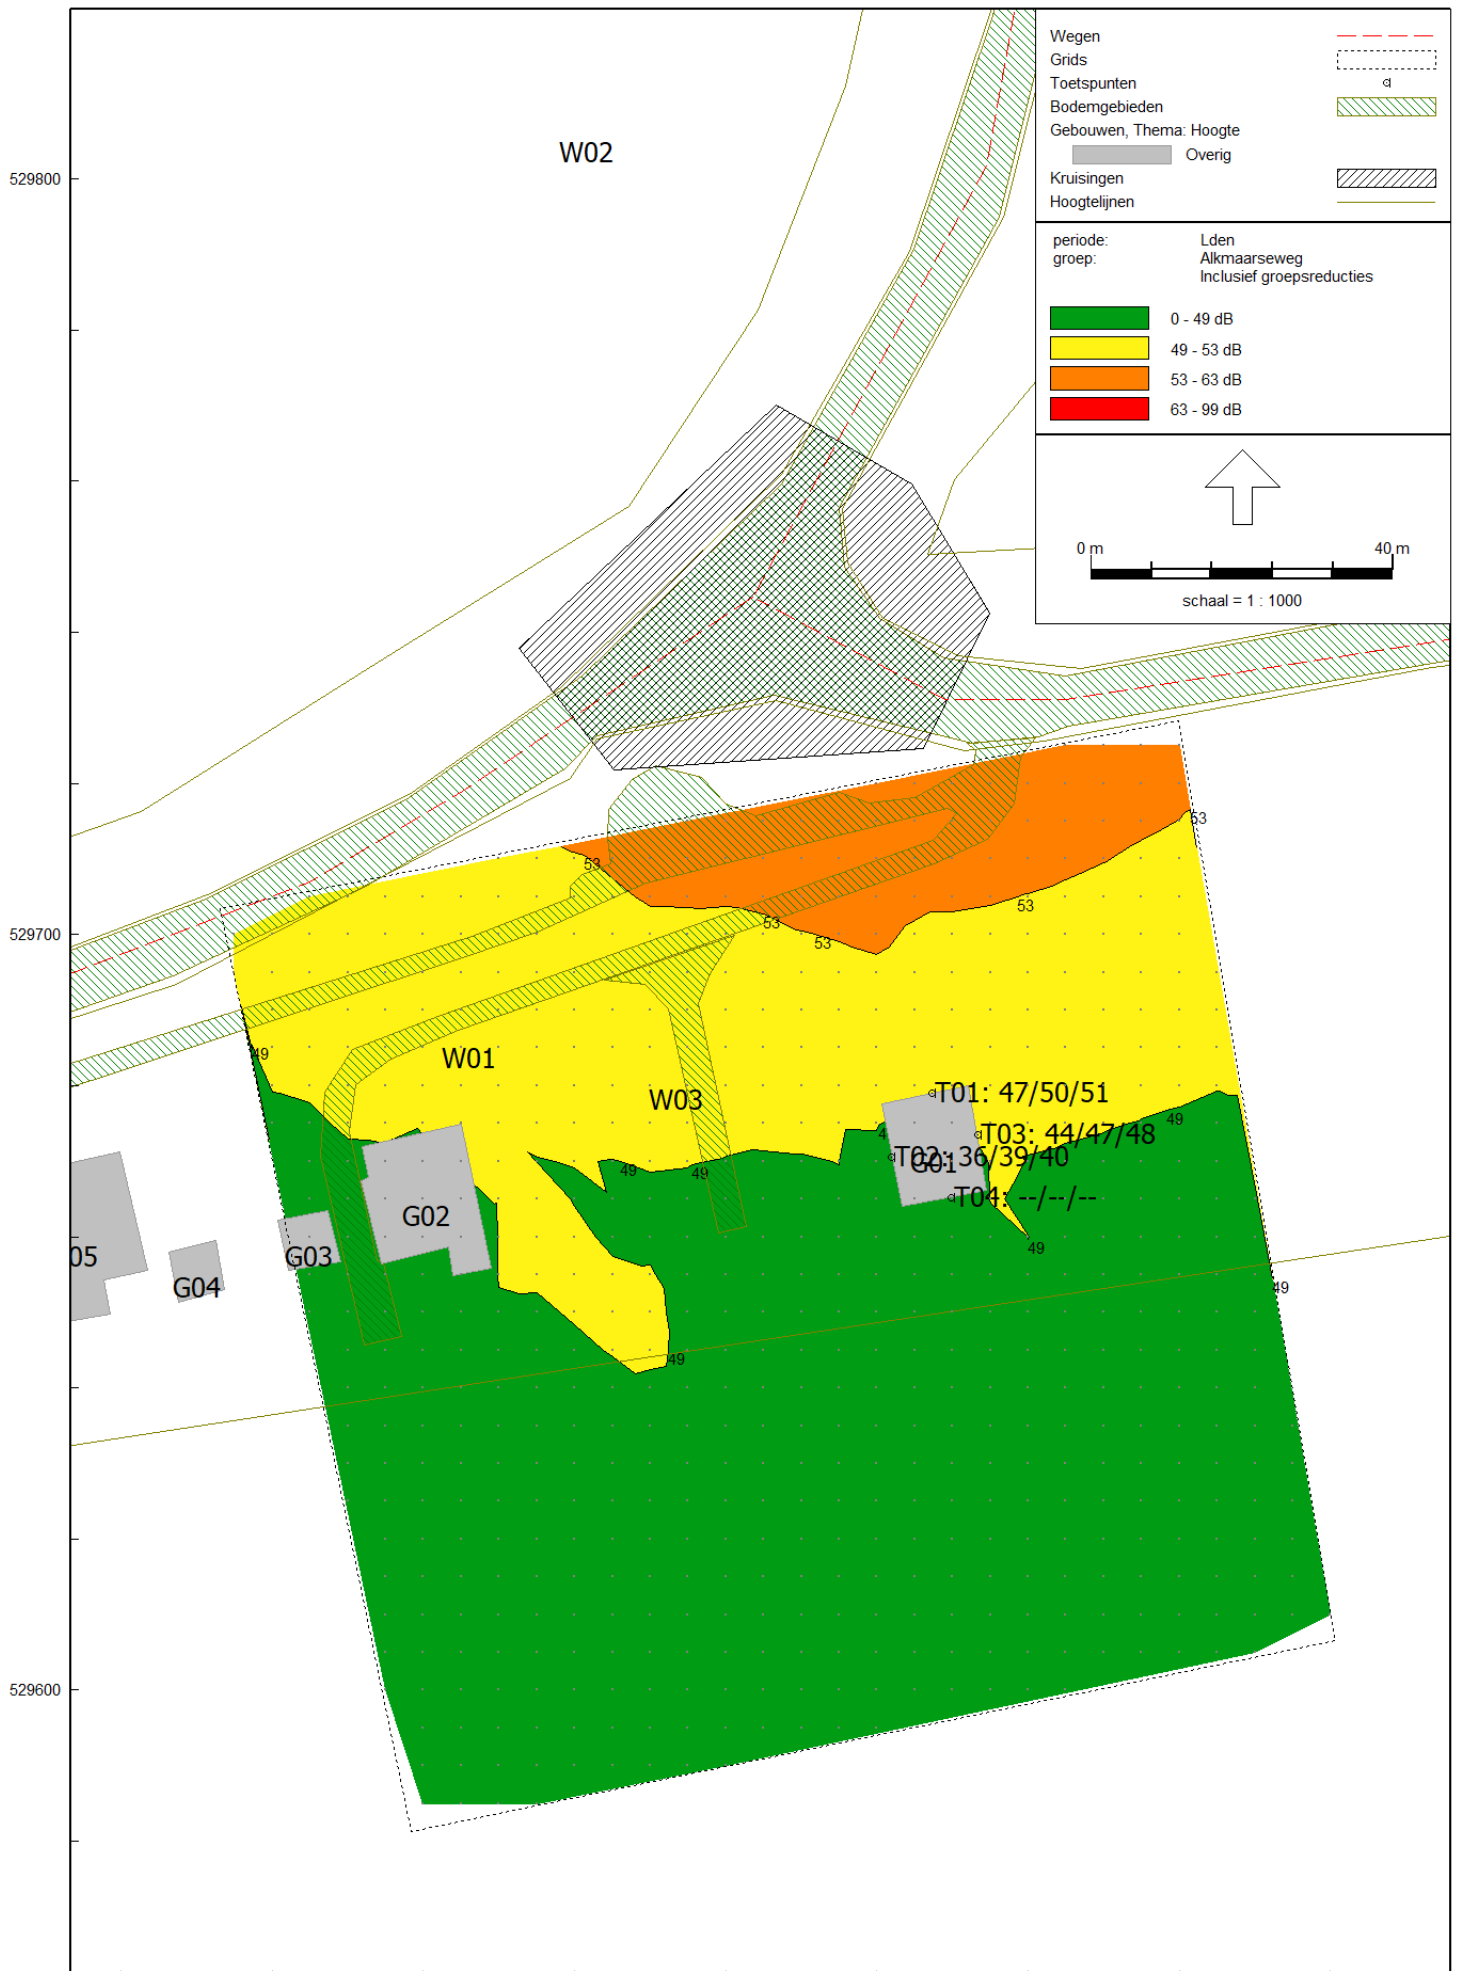 Wegen
Grids
Toetspunten
Bodemgebieden
Gebouwen, Thema: Hoogte
Overig
Kruisingen
Hoogtelijnen
periode: Lden
groep: Alkmaarseweg
Inclusief groepsreducties
0 - 49 dB
49 - 53 dB
53 - 63 dB
63 - 99 dB
0 m 40 m
schaal = 1 : 1000
W02
529800
53
53
53
53
53
529700
49
W01
W03
T01: 47/50/51
49
T03: 44/47/48
T02: 36/39/40
G01
49
49
T04: --/--/--
G02
49
05
G03
G04
49
49
529600